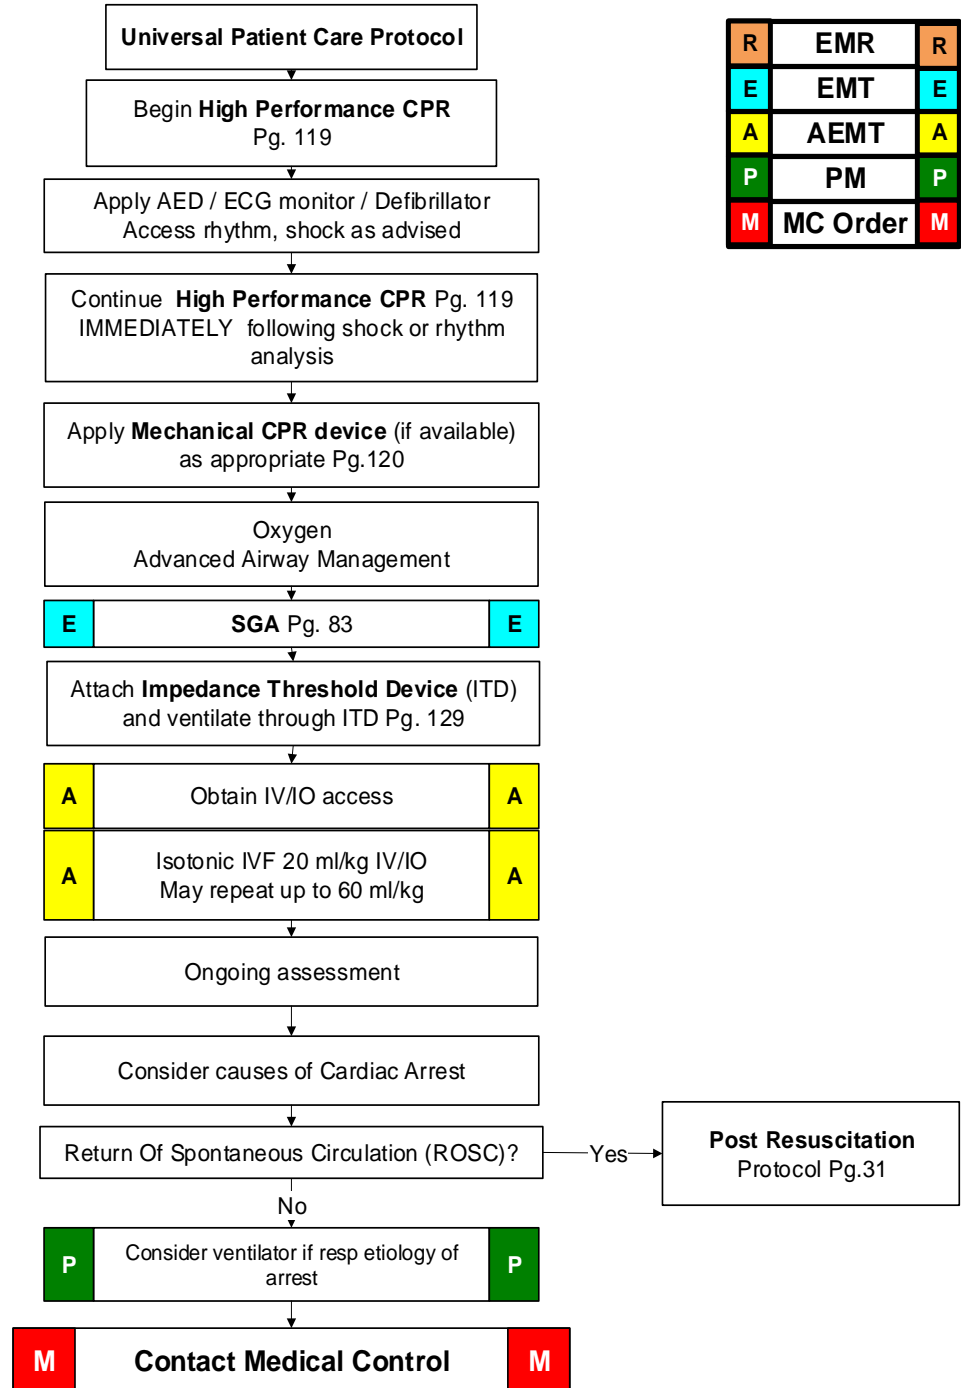 Universal Patient Care Protocol
R EMR R
E EMT E
A AEMT A
P PM P
M MC Order M
Begin High Performance CPR
Pg. 119
Apply AED / ECG monitor / Defibrillator
Access rhythm, shock as advised
Continue High Performance CPR Pg. 119
IMMEDIATELY following shock or rhythm
analysis
Apply Mechanical CPR device (if available)
as appropriate Pg.120
Oxygen
Advanced Airway Management
E SGA Pg. 83 E
Attach Impedance Threshold Device (ITD)
and ventilate through ITD Pg. 129
A Obtain IV/IO access A
A Isotonic IVF 20 ml/kg IV/IO A
May repeat up to 60 ml/kg
Ongoing assessment
Consider causes of Cardiac Arrest
Return Of Spontaneous Circulation (ROSC)?
Yes
Post Resuscitation
Protocol Pg.31
No
P Consider ventilator if resp etiology of P
arrest
M Contact Medical Control M